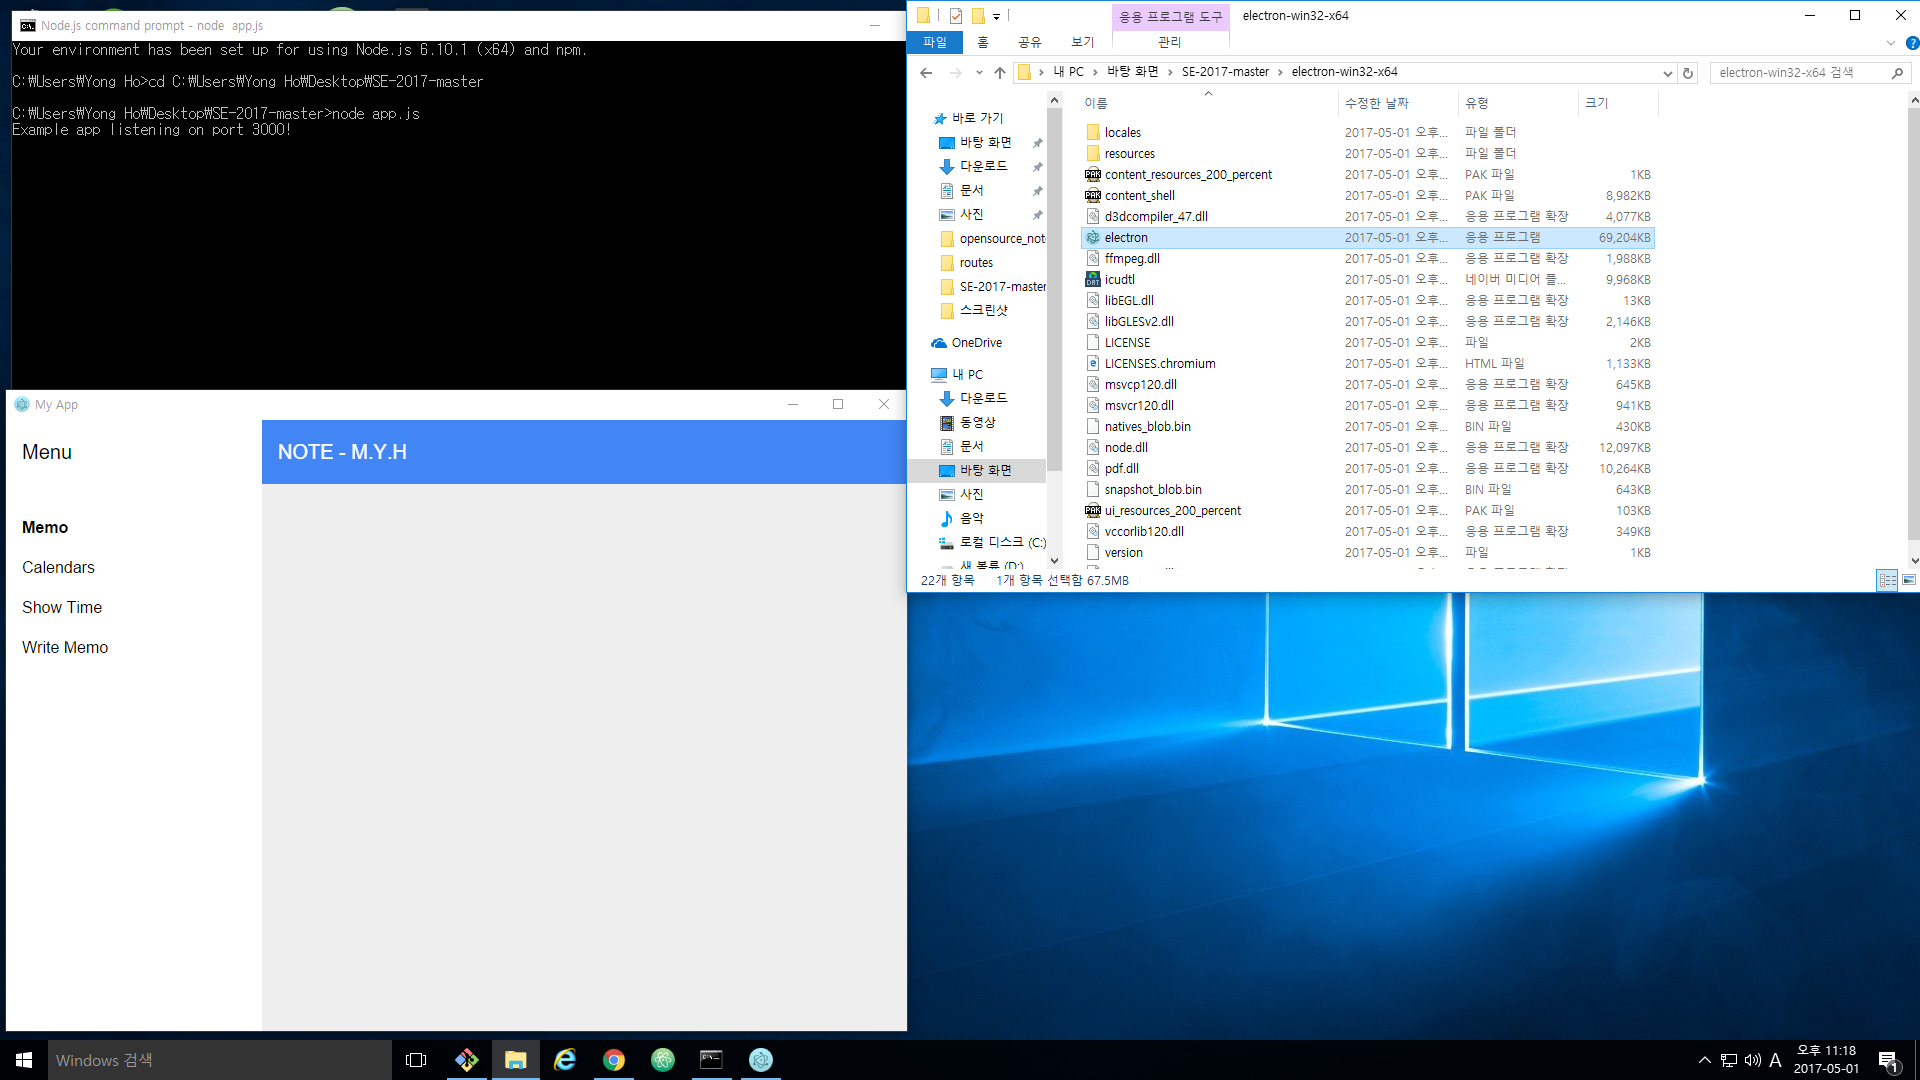 Node.js command prompt - node  app.js
Your environment has been set up for using Node.js 6.10.1 (x64) and npm.
C:₩Users₩Yong Ho>cd C:₩Users₩Yong Ho₩Desktop₩SE-2017-master
C:₩Users₩Yong Ho₩Desktop₩SE-2017-master>node app.js
Example app listening on port 3000!
My App
Menu
NOTE - M.Y.H
Memo
Calendars
Show Time
Write Memo
응용 프로그램 도구
electron-win32-x64
파일
홈
공유
보기
관리
내 PC > 바탕 화면 > SE-2017-master > electron-win32-x64
electron-win32-x64 검색
바로 가기
바탕 화면
다운로드
문서
사진
opensource_not
routes
SE-2017-master
스크린샷
OneDrive
내 PC
다운로드
동영상
문서
바탕 화면
사진
음악
로컬 디스크 (C:)
새 볼륨 (D:)
이름 수정한 날짜 유형 크기
locales 2017-05-01 오후... 파일 폴더
resources 2017-05-01 오후... 파일 폴더
content_resources_200_percent 2017-05-01 오후... PAK 파일 1KB
content_shell 2017-05-01 오후... PAK 파일 8,982KB
d3dcompiler_47.dll 2017-05-01 오후... 응용 프로그램 확장 4,077KB
electron 2017-05-01 오후... 응용 프로그램 69,204KB
ffmpeg.dll 2017-05-01 오후... 응용 프로그램 확장 1,988KB
icudtl 2017-05-01 오후... 네이버 미디어 플... 9,968KB
libEGL.dll 2017-05-01 오후... 응용 프로그램 확장 13KB
libGLESv2.dll 2017-05-01 오후... 응용 프로그램 확장 2,146KB
LICENSE 2017-05-01 오후... 파일 2KB
LICENSES.chromium 2017-05-01 오후... HTML 파일 1,133KB
msvcp120.dll 2017-05-01 오후... 응용 프로그램 확장 645KB
msvcr120.dll 2017-05-01 오후... 응용 프로그램 확장 941KB
natives_blob.bin 2017-05-01 오후... BIN 파일 430KB
node.dll 2017-05-01 오후... 응용 프로그램 확장 12,097KB
pdf.dll 2017-05-01 오후... 응용 프로그램 확장 10,264KB
snapshot_blob.bin 2017-05-01 오후... BIN 파일 643KB
ui_resources_200_percent 2017-05-01 오후... PAK 파일 103KB
vccorlib120.dll 2017-05-01 오후... 응용 프로그램 확장 349KB
version 2017-05-01 오후... 파일 1KB
22개 항목
1개 항목 선택함 67.5MB
Windows 검색
A
오후 11:18
2017-05-01
1